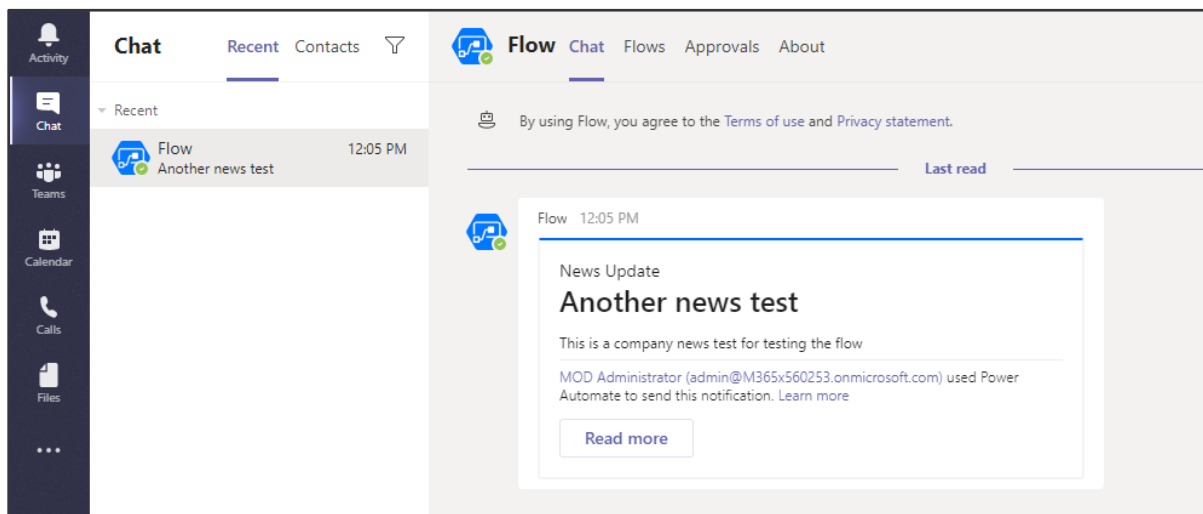 Activity
Chat
Teams
Calendar
Calls
Files
Chat Recent Contacts
Recent
Flow 12:05 PM
Another news test
Flow Chat Flows Approvals About
By using Flow, you agree to the Terms of use and Privacy statement.
Last read
Flow 12:05 PM
News Update
Another news test
This is a company news test for testing the flow
MOD Administrator (admin@M365x560253.onmicrosoft.com) used Power
Automate to send this notification. Learn more
Read more